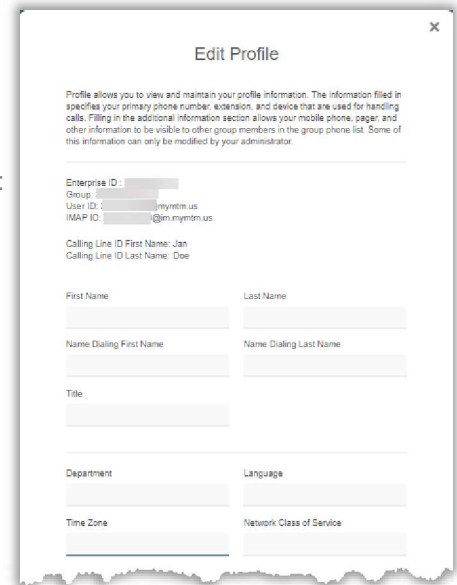 Edit Profile
Profile allows you to view and maintain your profile information. The information filled in
specifies your primary phone number, extension, and device that are used for handling
calls. Filling in the additional information section allows your mobile phone, pager, and
other information to be visible to other group members in the group phone list. Some of
this information can only be modified by your administrator.
Enterprise ID :
Group:
User ID: mymtm.us
IMAP ID: @im.mymtm.us
Calling Line ID First Name: Jan
Calling Line ID Last Name: Doe
First Name Last Name
Name Dialing First Name Name Dialing Last Name
Title
Department Language
Time Zone Network Class of Service